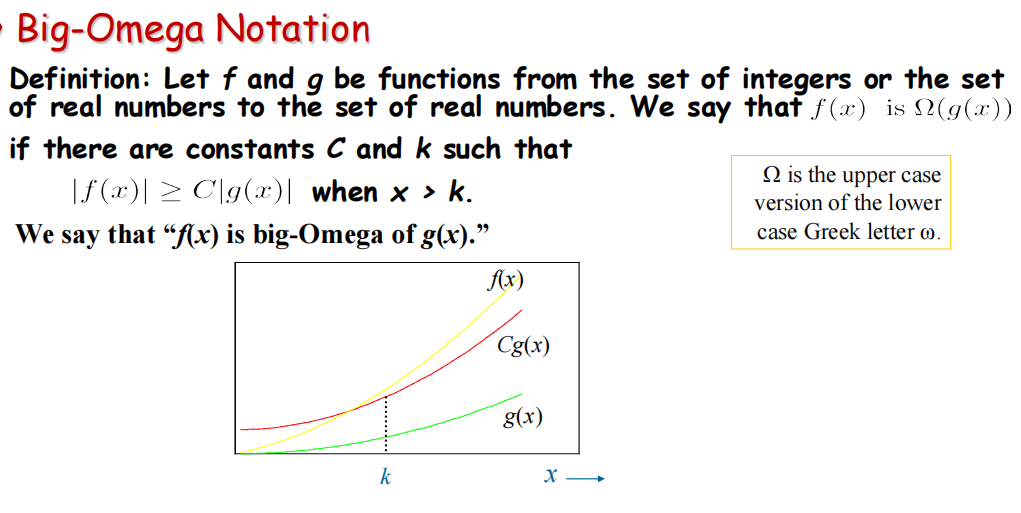 Big-Omega Notation
Definition: Let f and g be functions from the set of integers or the set
of real numbers to the set of real numbers. We say that f(x) is Ω(g(x))
if there are constants C and k such that
|f(x)| ≥ C|g(x)| when x > k.
We say that “f(x) is big-Omega of g(x).”
Ω is the upper case
version of the lower
case Greek letter ω.
f(x)
Cg(x)
g(x)
k
x